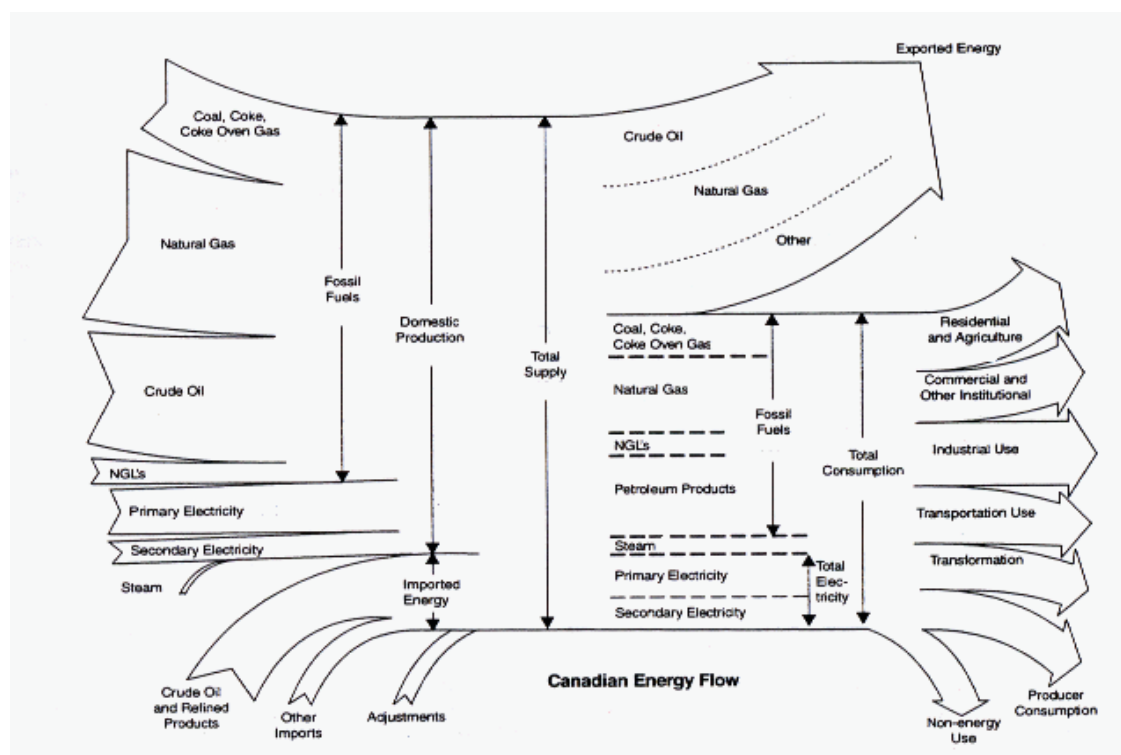 Exported Energy
Coal, Coke,
Coke Oven Gas
Natural Gas
Crude Oil
NGL's
Primary Electricity
Secondary Electricity
Steam
Crude Oil
and Refined
Products
Other
Imports
Adjustments
Fossil
Fuels
Domestic
Production
Imported
Energy
Total
Supply
Crude Oil
Natural Gas
Other
Coal, Coke,
Coke Oven Gas
Natural Gas
NGL's
Petroleum Products
Steam
Primary Electricity
Secondary Electricity
Fossil
Fuels
Total
Elec-
tricity
Total
Consumption
Residential
and Agriculture
Commercial and
Other Institutional
Industrial Use
Transportation Use
Transformation
Producer
Consumption
Non-energy
Use
Canadian Energy Flow